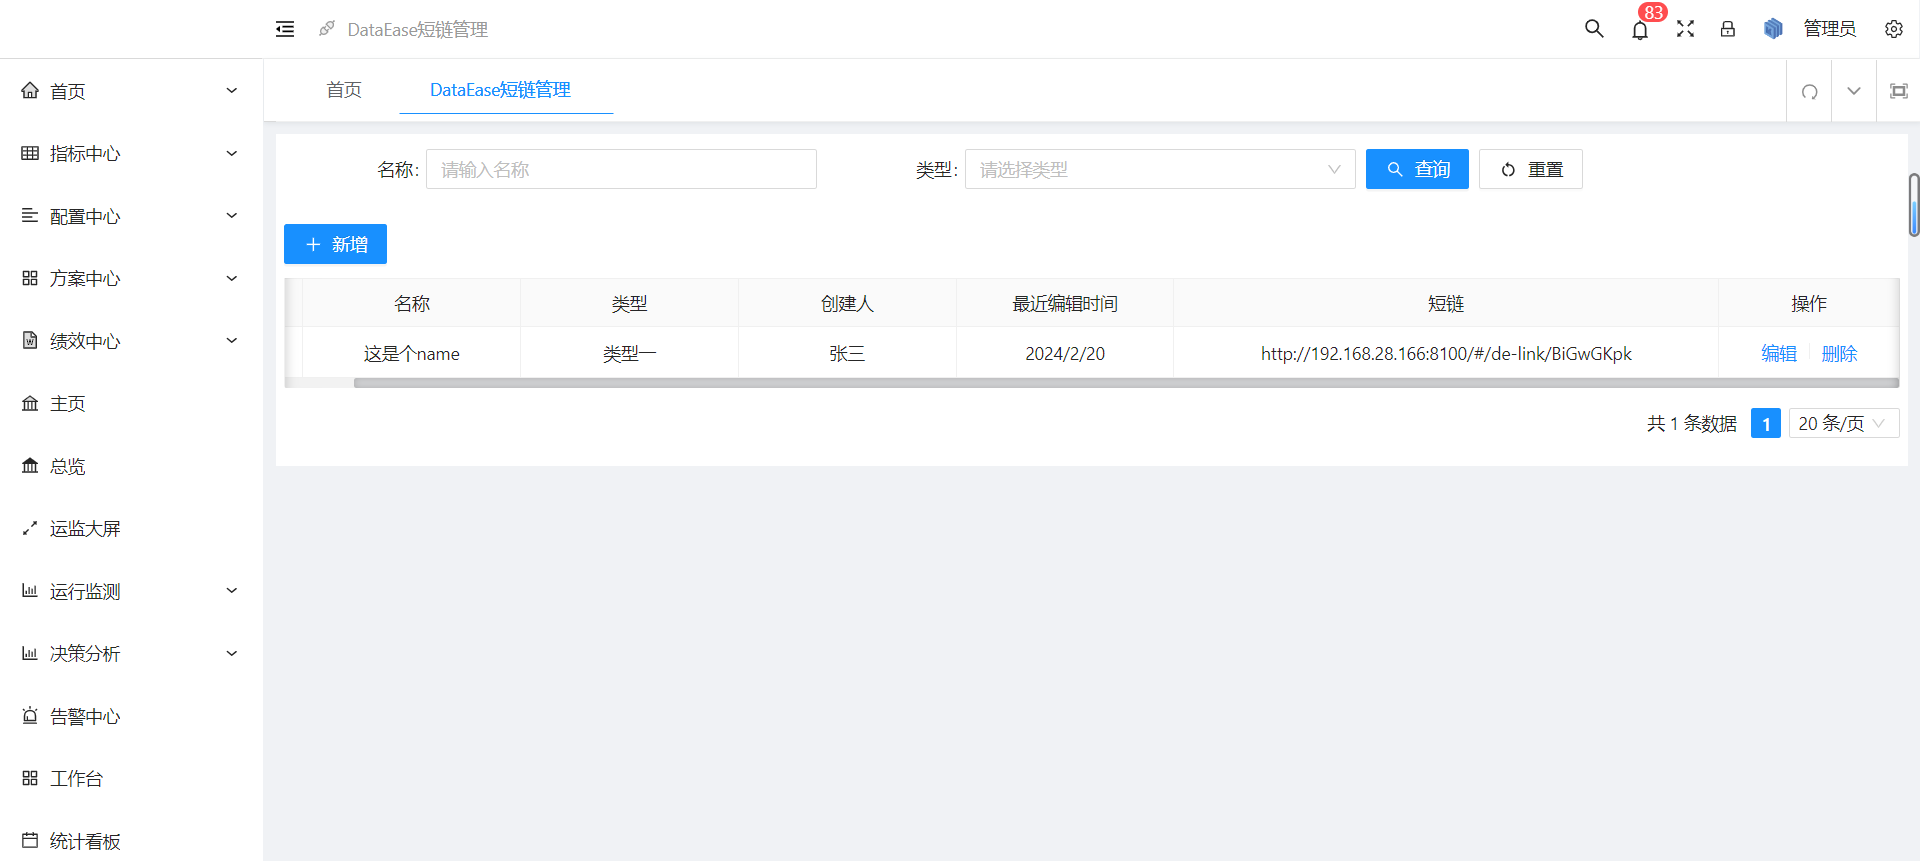 DataEase短链管理
83
管理员
首页
指标中心
配置中心
方案中心
绩效中心
主页
总览
运监大屏
运行监测
决策分析
告警中心
工作台
统计看板
首页
DataEase短链管理
名称: 请输入名称
类型: 请选择类型
查询
重置
新增
名称 类型 创建人 最近编辑时间 短链 操作
这是个name 类型一 张三 2024/2/20 http://192.168.28.166:8100/#/de-link/BiGwGKpk 编辑 删除
共 1 条数据 1 20 条/页